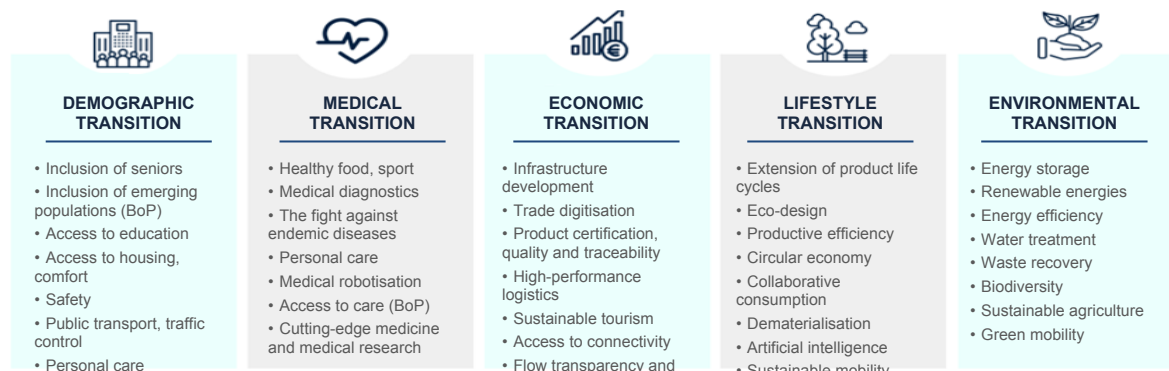 DEMOGRAPHIC
TRANSITION
• Inclusion of seniors
• Inclusion of emerging
populations (BoP)
• Access to education
• Access to housing,
comfort
• Safety
• Public transport, traffic
control
• Personal care
MEDICAL
TRANSITION
• Healthy food, sport
• Medical diagnostics
• The fight against
endemic diseases
• Personal care
• Medical robotisation
• Access to care (BoP)
• Cutting-edge medicine
and medical research
ECONOMIC
TRANSITION
• Infrastructure
development
• Trade digitisation
• Product certification,
quality and traceability
• High-performance
logistics
• Sustainable tourism
• Access to connectivity
• Flow transparency and
LIFESTYLE
TRANSITION
• Extension of product life
cycles
• Eco-design
• Productive efficiency
• Circular economy
• Collaborative
consumption
• Dematerialisation
• Artificial intelligence
• Sustainable mobility
ENVIRONMENTAL
TRANSITION
• Energy storage
• Renewable energies
• Energy efficiency
• Water treatment
• Waste recovery
• Biodiversity
• Sustainable agriculture
• Green mobility